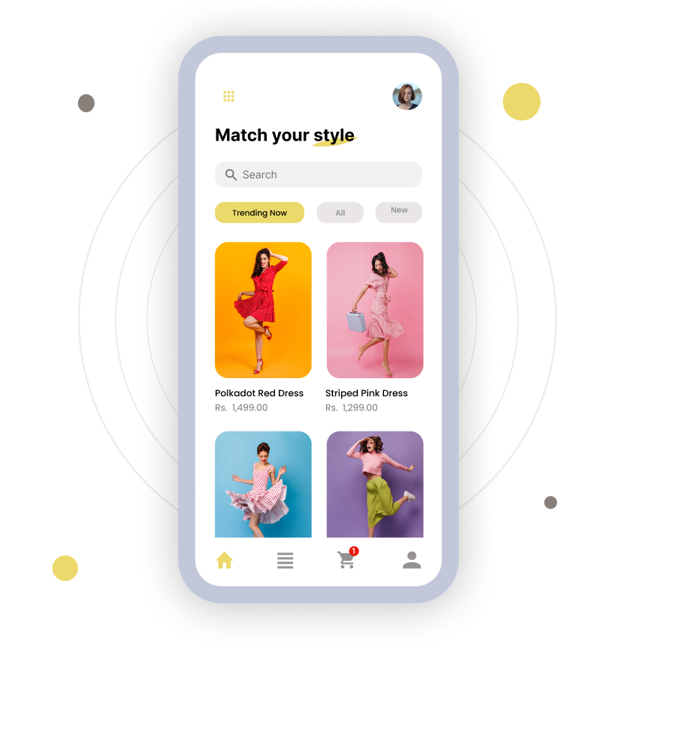 Match your style
Search
Trending Now
All
New
Polkadot Red Dress
Striped Pink Dress
Rs. 1,499.00
Rs. 1,299.00
1